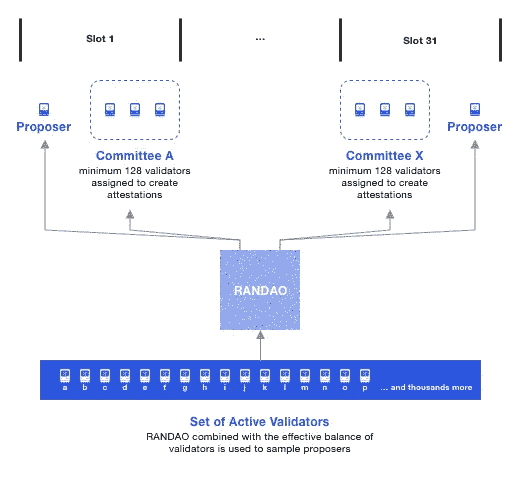 Slot 1
...
Slot 31
Proposer
Proposer
Committee A
minimum 128 validators
assigned to create
attestations
Committee X
minimum 128 validators
assigned to create
attestations
RANDAO
a b c d e f g h i j k l m n o p ... and thousands more
Set of Active Validators
RANDAO combined with the effective balance of
validators is used to sample proposers